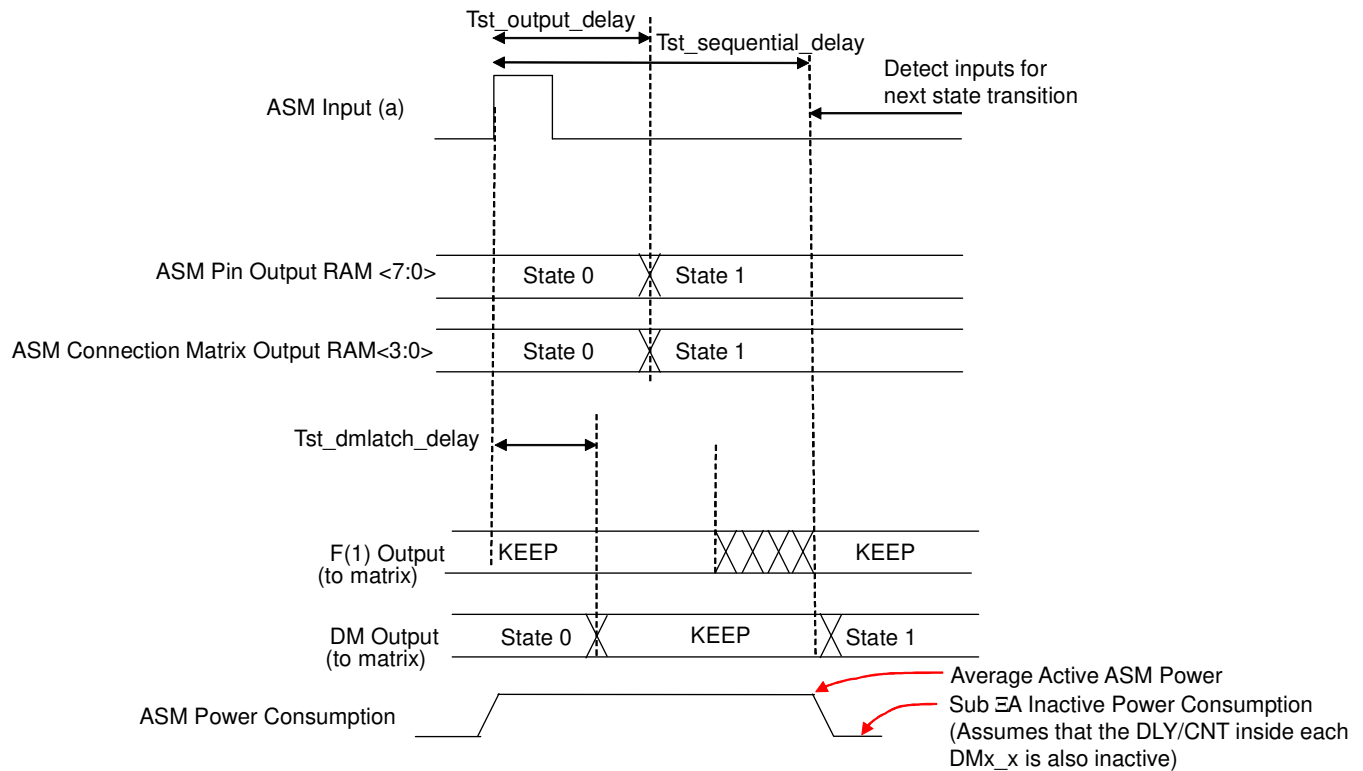 Tst_output_delay
Tst_sequential_delay
Detect inputs for
next state transition
ASM Input (a)
ASM Pin Output RAM <7:0>
State 0
State 1
ASM Connection Matrix Output RAM<3:0>
State 0
State 1
Tst_dmlatch_delay
F(1) Output
(to matrix)
KEEP
KEEP
DM Output
(to matrix)
State 0
KEEP
State 1
ASM Power Consumption
Average Active ASM Power
Sub ΞA Inactive Power Consumption
(Assumes that the DLY/CNT inside each
DMx_x is also inactive)